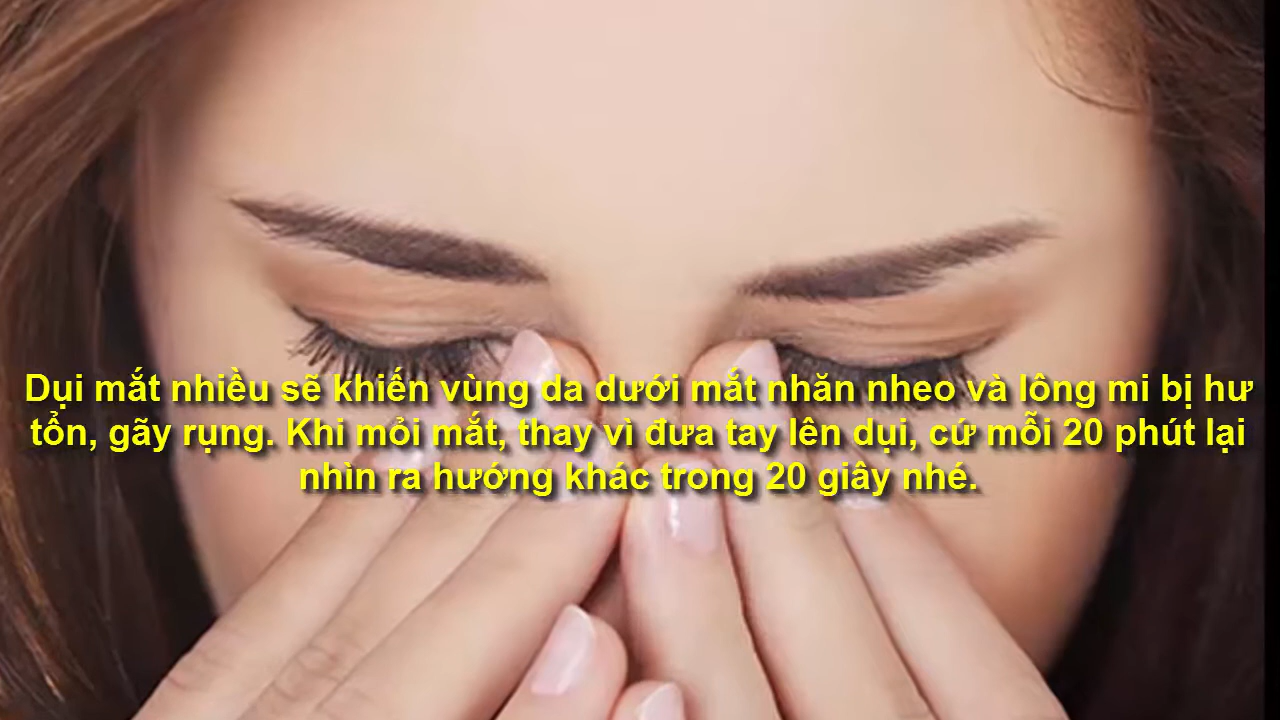 Dụi mắt nhiều sẽ khiến vùng da dưới mắt nhăn nheo và lông mi bị hư
tổn, gãy rụng. Khi mỏi mắt, thay vì đưa tay lên dụi, cứ mỗi 20 phút lại
nhìn ra hướng khác trong 20 giây nhé.